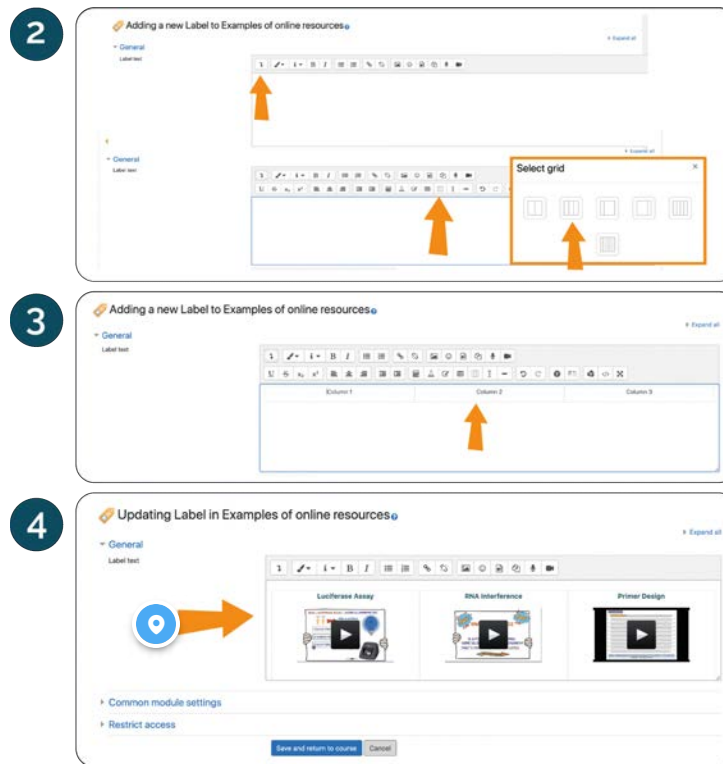 2
Adding a new Label to Examples of online resources
Expand all
General
Label text
Expand all
General
Label text
Select grid
×
3
Adding a new Label to Examples of online resources
Expand all
General
Label text
Column 1
Column 2
Column 3
4
Updating Label in Examples of online resources
Expand all
General
Label text
Luciferase Assay
RNA Interference
Primer Design
Common module settings
Restrict access
Save and return to course
Cancel